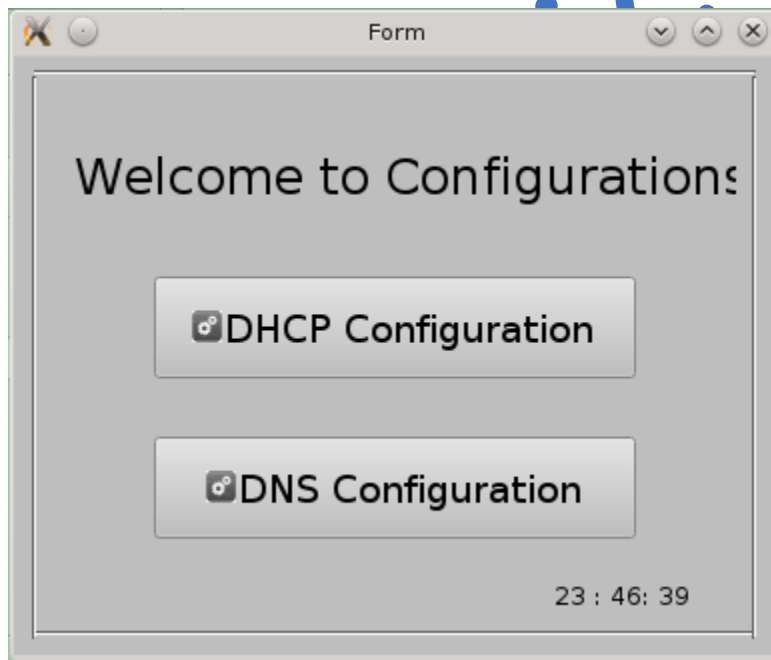 Form
Welcome to Configurations
DHCP Configuration
DNS Configuration
23 : 46: 39